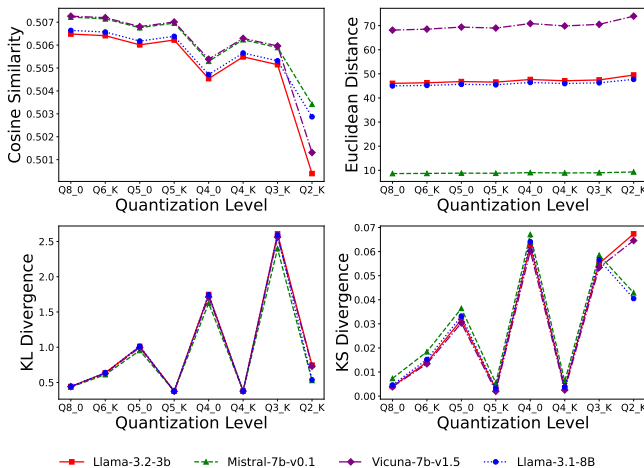 Cosine Similarity
0.507
0.506
0.505
0.504
0.503
0.502
0.501
Q8_0 Q6_K Q5_0 Q5_K Q4_0 Q4_K Q3_K Q2_K
Quantization Level
Euclidean Distance
70
60
50
40
30
20
10
Q8_0 Q6_K Q5_0 Q5_K Q4_0 Q4_K Q3_K Q2_K
Quantization Level
KL Divergence
2.5
2.0
1.5
1.0
0.5
Q8_0 Q6_K Q5_0 Q5_K Q4_0 Q4_K Q3_K Q2_K
Quantization Level
KS Divergence
0.07
0.06
0.05
0.04
0.03
0.02
0.01
0.00
Q8_0 Q6_K Q5_0 Q5_K Q4_0 Q4_K Q3_K Q2_K
Quantization Level
Llama-3.2-3b Mistral-7b-v0.1 Vicuna-7b-v1.5 Llama-3.1-8B